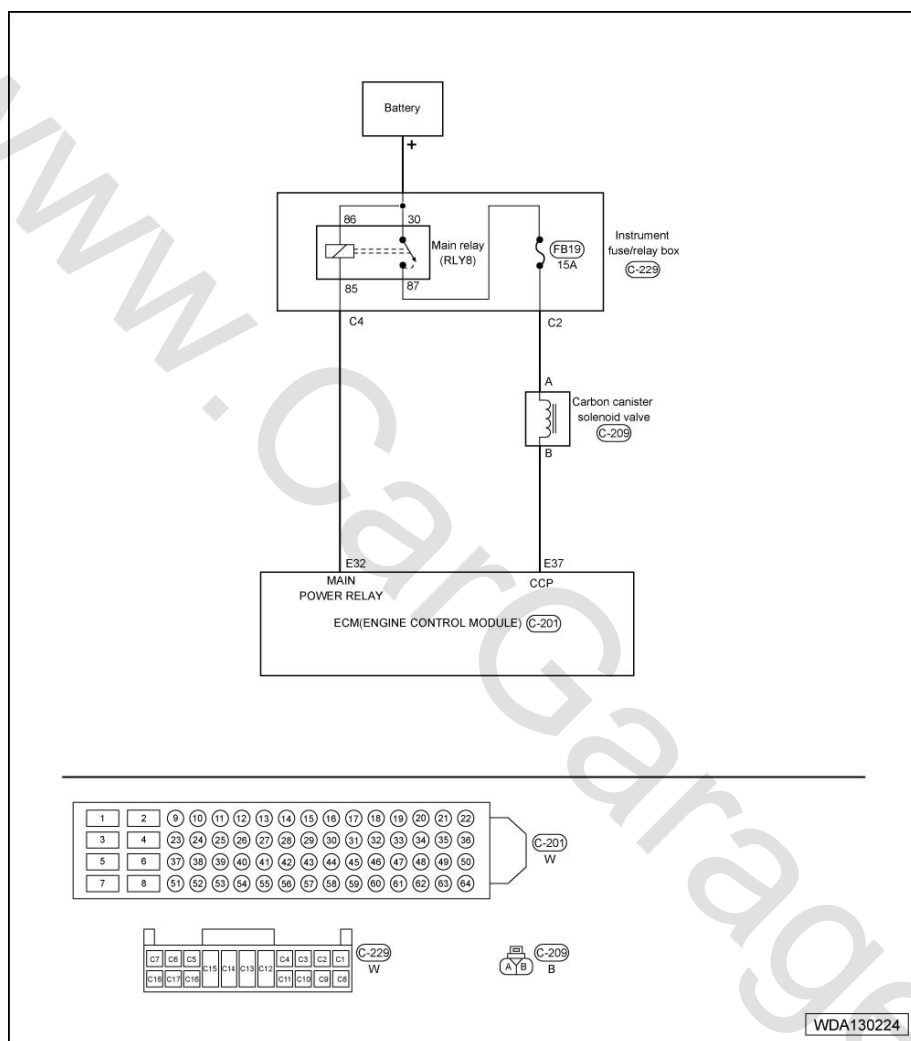 www.CarGarage
Battery
+
86 30
Main relay
(RLY8)
85 87
FB19
15A
Instrument
fuse/relay box
C-229
C4 C2
A
Carbon canister
solenoid valve
C-209
B
E32 E37
MAIN
POWER RELAY
CCP
ECM(ENGINE CONTROL MODULE) C-201
1 2 9 10 11 12 13 14 15 16 17 18 19 20 21 22
3 4 23 24 25 26 27 28 29 30 31 32 33 34 35 36
5 6 37 38 39 40 41 42 43 44 45 46 47 48 49 50
7 8 51 52 53 54 55 56 57 58 59 60 61 62 63 64
C-201
W
C7 C6 C5 C15 C14 C13 C12 C4 C3 C2 C1
C18 C17 C16 C11 C10 C9 C8
C-229
W
A B
C-209
B
WDA130224